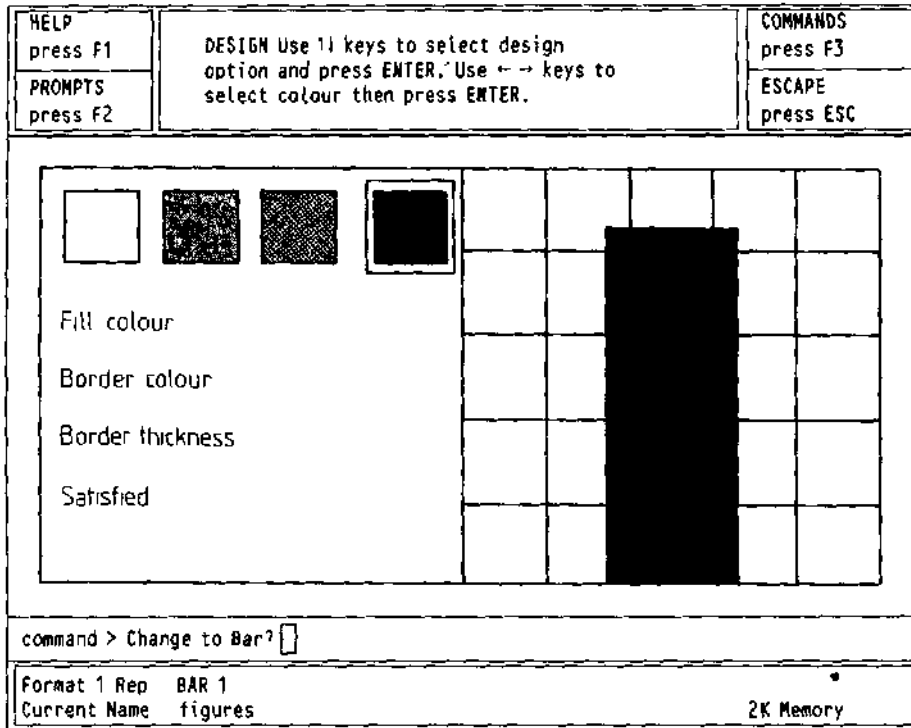 HELP
press F1
PROMPTS
press F2
DESIGN Use ↑↓ keys to select design
option and press ENTER. Use ← → keys to
select colour then press ENTER.
COMMANDS
press F3
ESCAPE
press ESC
Fill colour
Border colour
Border thickness
Satisfied
command > Change to Bar?
Format 1 Rep BAR 1
Current Name figures
2K Memory